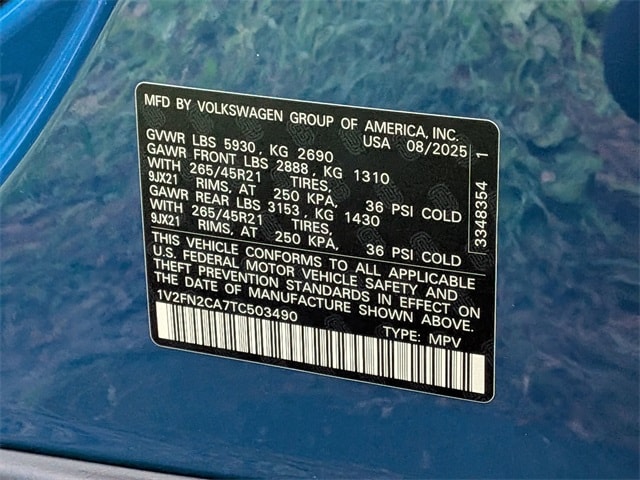 MFD BY VOLKSWAGEN GROUP OF AMERICA, INC.
USA 08/2025
GVWR LBS 5930, KG 2690
GAWR FRONT LBS 2888, KG 1310
WITH 265/45R21 TIRES,
9JX21 RIMS, AT 250 KPA, 36 PSI COLD
GAWR REAR LBS 3153, KG 1430
WITH 265/45R21 TIRES,
9JX21 RIMS, AT 250 KPA, 36 PSI COLD
THIS VEHICLE CONFORMS TO ALL APPLICABLE
U.S. FEDERAL MOTOR VEHICLE SAFETY AND
THEFT PREVENTION STANDARDS IN EFFECT ON
THE DATE OF MANUFACTURE SHOWN ABOVE.
1V2FN2CA7TC503490
TYPE: MPV
3348354 1